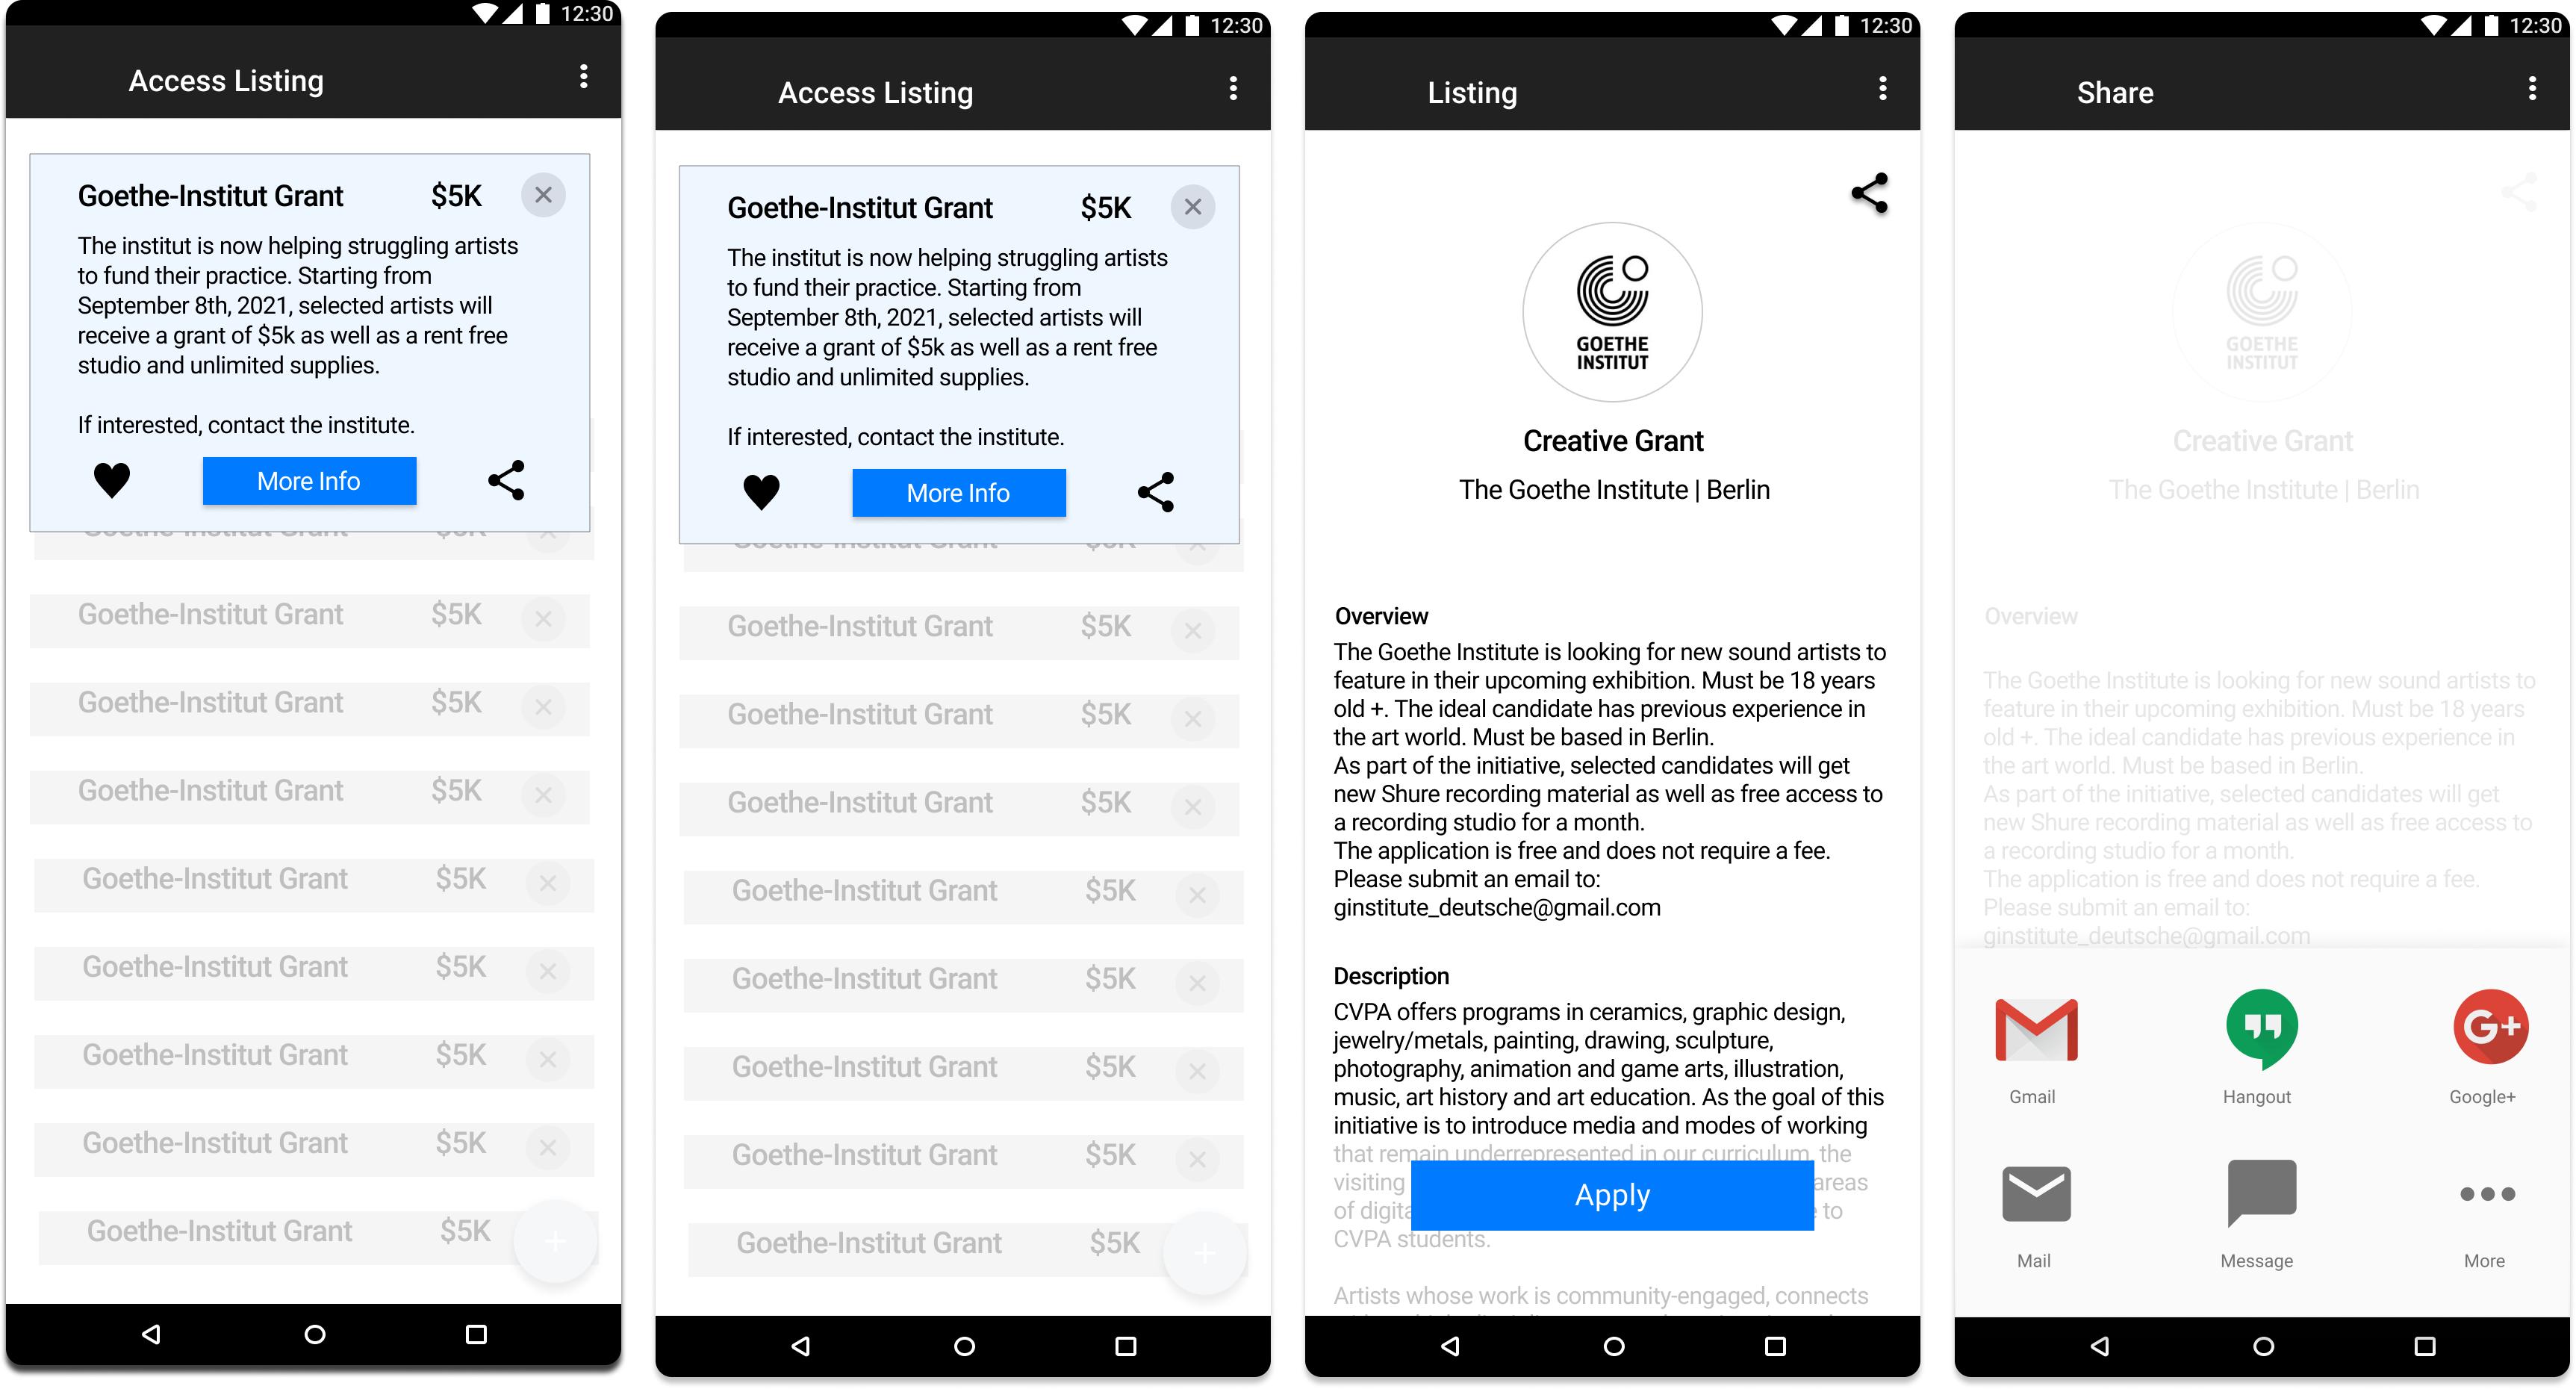 12:30
Access Listing
Goethe-Institut Grant $5K
The institut is now helping struggling artists
to fund their practice. Starting from
September 8th, 2021, selected artists will
receive a grant of $5k as well as a rent free
studio and unlimited supplies.
If interested, contact the institute.
More Info
Goethe-Institut Grant $5K
Goethe-Institut Grant $5K
Goethe-Institut Grant $5K
Goethe-Institut Grant $5K
Goethe-Institut Grant $5K
Goethe-Institut Grant $5K
Goethe-Institut Grant $5K
Goethe-Institut Grant $5K
Goethe-Institut Grant $5K
12:30
Access Listing
Goethe-Institut Grant $5K
The institut is now helping struggling artists
to fund their practice. Starting from
September 8th, 2021, selected artists will
receive a grant of $5k as well as a rent free
studio and unlimited supplies.
If interested, contact the institute.
More Info
Goethe-Institut Grant $5K
Goethe-Institut Grant $5K
Goethe-Institut Grant $5K
Goethe-Institut Grant $5K
Goethe-Institut Grant $5K
Goethe-Institut Grant $5K
Goethe-Institut Grant $5K
Goethe-Institut Grant $5K
Goethe-Institut Grant $5K
12:30
Listing
GOETHE
INSTITUT
Creative Grant
The Goethe Institute | Berlin
Overview
The Goethe Institute is looking for new sound artists to
feature in their upcoming exhibition. Must be 18 years
old +. The ideal candidate has previous experience in
the art world. Must be based in Berlin.
As part of the initiative, selected candidates will get
new Shure recording material as well as free access to
a recording studio for a month.
The application is free and does not require a fee.
Please submit an email to:
ginstitute_deutsche@gmail.com
Description
CVPA offers programs in ceramics, graphic design,
jewelry/metals, painting, drawing, sculpture,
photography, animation and game arts, illustration,
music, art history and art education. As the goal of this
initiative is to introduce media and modes of working
that remain underrepresented in our curriculum, the
visiting areas
of digita to
CVPA students.
Apply
Artists whose work is community-engaged, connects
12:30
Share
GOETHE
INSTITUT
Creative Grant
The Goethe Institute | Berlin
Overview
The Goethe Institute is looking for new sound artists to
feature in their upcoming exhibition. Must be 18 years
old +. The ideal candidate has previous experience in
the art world. Must be based in Berlin.
As part of the initiative, selected candidates will get
new Shure recording material as well as free access to
a recording studio for a month.
The application is free and does not require a fee.
Please submit an email to:
ginstitute_deutsche@gmail.com
G+
Gmail Hangout Google+
Mail Message More